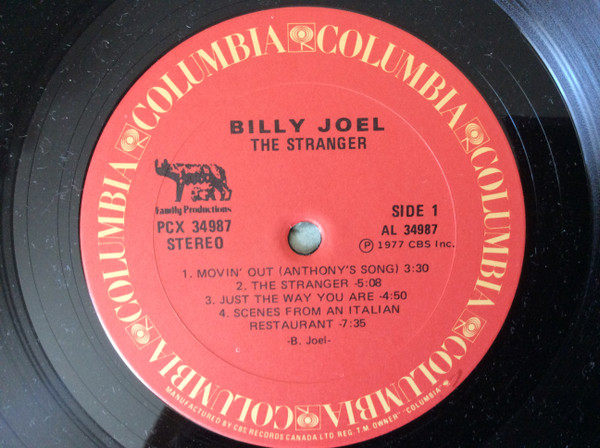 COLUMBIA COLUMBIA COLUMBIA COLUMBIA COLUMBIA COLUMBIA
BILLY JOEL
THE STRANGER
Family Productions
PCX 34987
STEREO
SIDE 1
AL 34987
Ⓟ 1977 CBS Inc.
1. MOVIN' OUT (ANTHONY'S SONG) 3:30
2. THE STRANGER -5:08
3. JUST THE WAY YOU ARE -4:50
4. SCENES FROM AN ITALIAN
RESTAURANT -7:35
-B. Joel-
MANUFACTURED BY CBS RECORDS CANADA LTD. REG. T.M. OWNER "COLUMBIA"